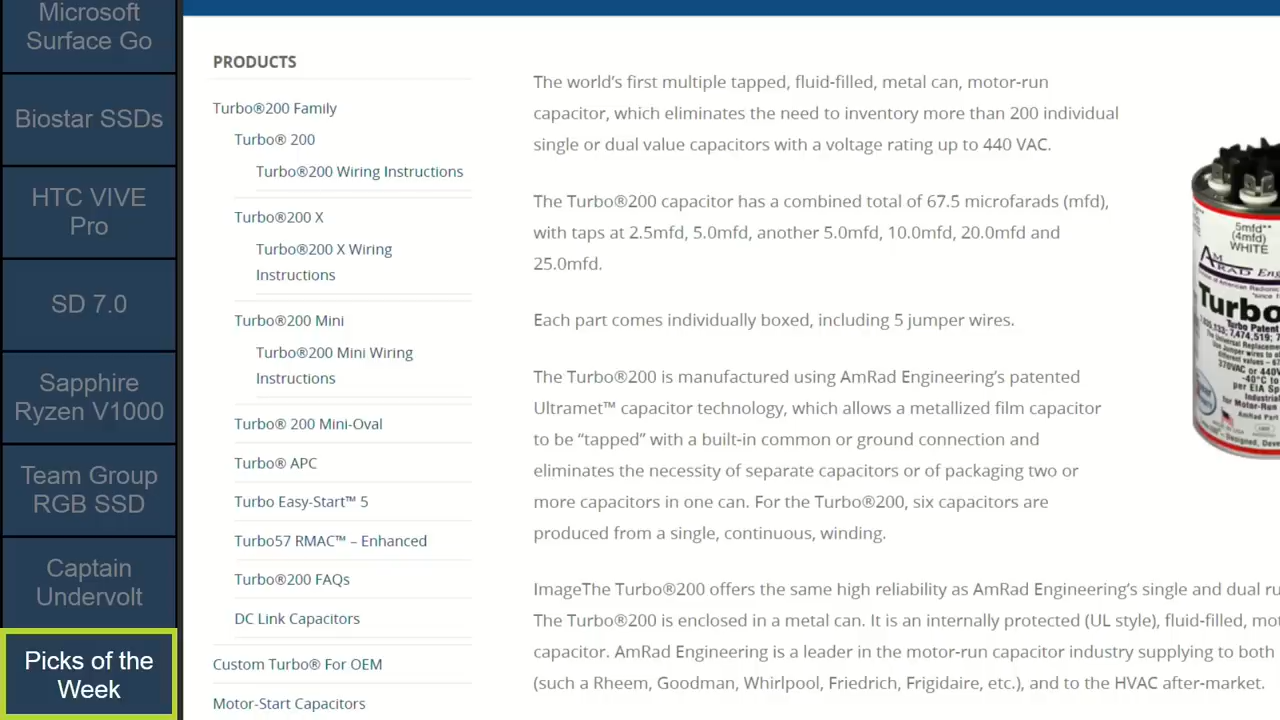 Microsoft
Surface Go
Biostar SSDs
HTC VIVE
Pro
SD 7.0
Sapphire
Ryzen V1000
Team Group
RGB SSD
Captain
Undervolt
Picks of the
Week
PRODUCTS
Turbo®200 Family
Turbo® 200
Turbo®200 Wiring Instructions
Turbo®200 X
Turbo®200 X Wiring
Instructions
Turbo®200 Mini
Turbo®200 Mini Wiring
Instructions
Turbo® 200 Mini-Oval
Turbo® APC
Turbo Easy-Start™ 5
Turbo57 RMAC™ – Enhanced
Turbo®200 FAQs
DC Link Capacitors
Custom Turbo® For OEM
Motor-Start Capacitors
The world’s first multiple tapped, fluid-filled, metal can, motor-run
capacitor, which eliminates the need to inventory more than 200 individual
single or dual value capacitors with a voltage rating up to 440 VAC.
The Turbo®200 capacitor has a combined total of 67.5 microfarads (mfd),
with taps at 2.5mfd, 5.0mfd, another 5.0mfd, 10.0mfd, 20.0mfd and
25.0mfd.
Each part comes individually boxed, including 5 jumper wires.
The Turbo®200 is manufactured using AmRad Engineering’s patented
Ultramet™ capacitor technology, which allows a metallized film capacitor
to be “tapped” with a built-in common or ground connection and
eliminates the necessity of separate capacitors or of packaging two or
more capacitors in one can. For the Turbo®200, six capacitors are
produced from a single, continuous, winding.
ImageThe Turbo®200 offers the same high reliability as AmRad Engineering’s single and dual ru
The Turbo®200 is enclosed in a metal can. It is an internally protected (UL style), fluid-filled, mot
capacitor. AmRad Engineering is a leader in the motor-run capacitor industry supplying to both
(such a Rheem, Goodman, Whirlpool, Friedrich, Frigidaire, etc.), and to the HVAC after-market.
5mfd**
(4mfd)
WHITE
AM
RAD Eng
Turbo
Turbo Patent